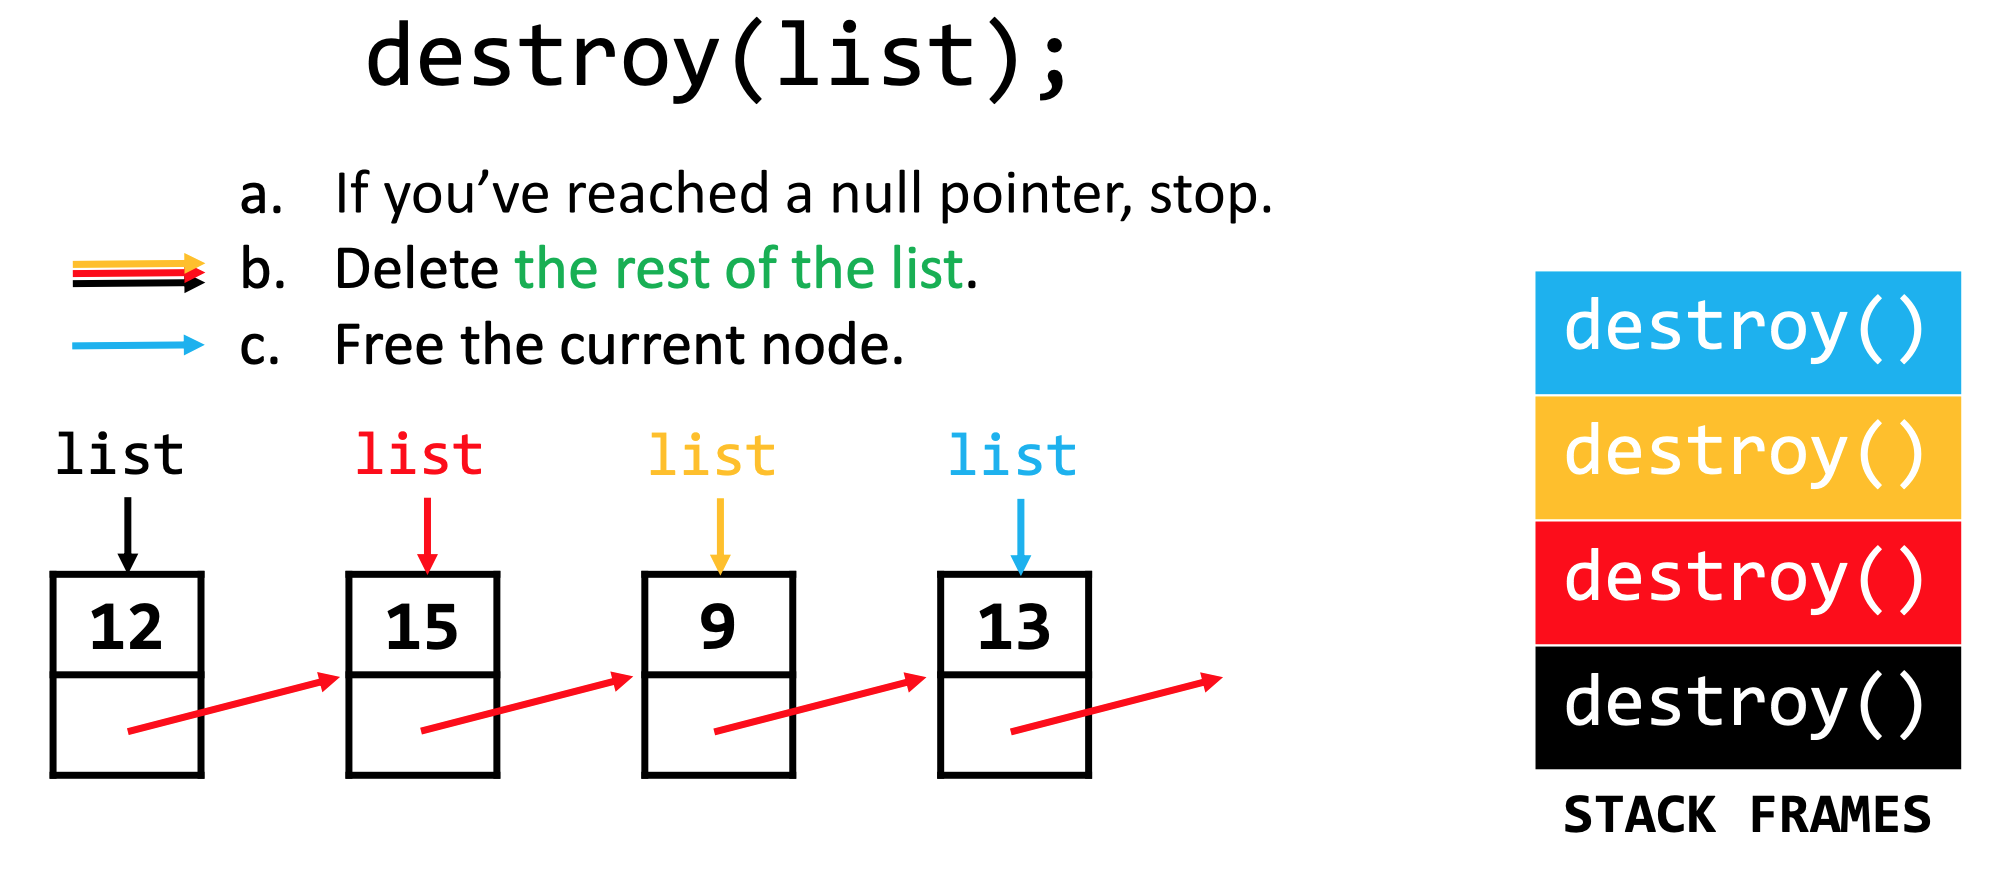 destroy(list);
a. If you’ve reached a null pointer, stop.
b. Delete the rest of the list.
c. Free the current node.
list list list list
12 15 9 13
destroy()
destroy()
destroy()
destroy()
STACK FRAMES